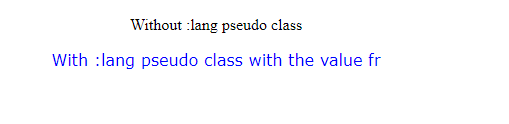 Without :lang pseudo class
With :lang pseudo class with the value fr